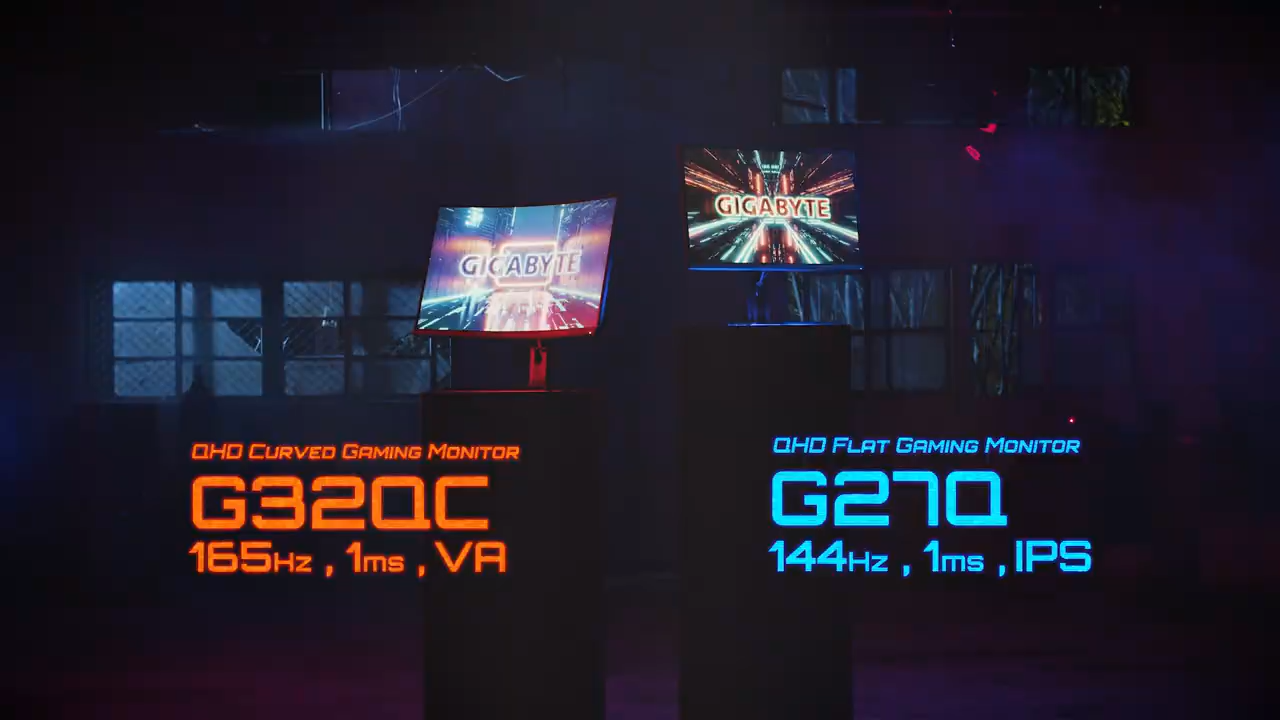 GIGABYTE
GIGABYTE
QHD Curved Gaming Monitor
G32QC
165Hz , 1ms , VA
QHD Flat Gaming Monitor
G27Q
144Hz , 1ms , IPS